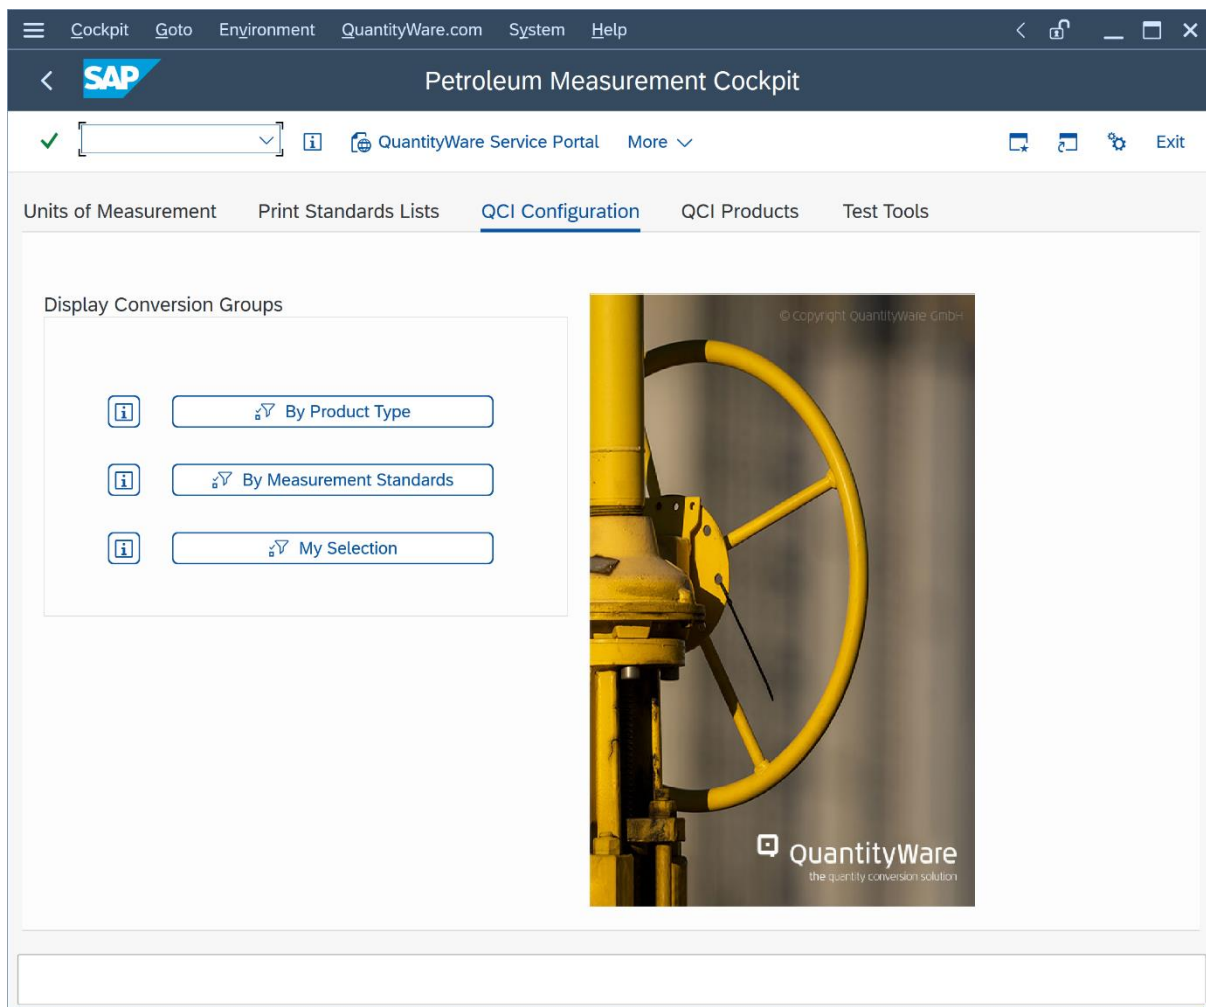 Cockpit Goto Environment QuantityWare.com System Help
SAP Petroleum Measurement Cockpit
QuantityWare Service Portal More Exit
Units of Measurement Print Standards Lists QCI Configuration QCI Products Test Tools
Display Conversion Groups
© Copyright QuantityWare GmbH
By Product Type
By Measurement Standards
My Selection
QuantityWare
the quantity conversion solution